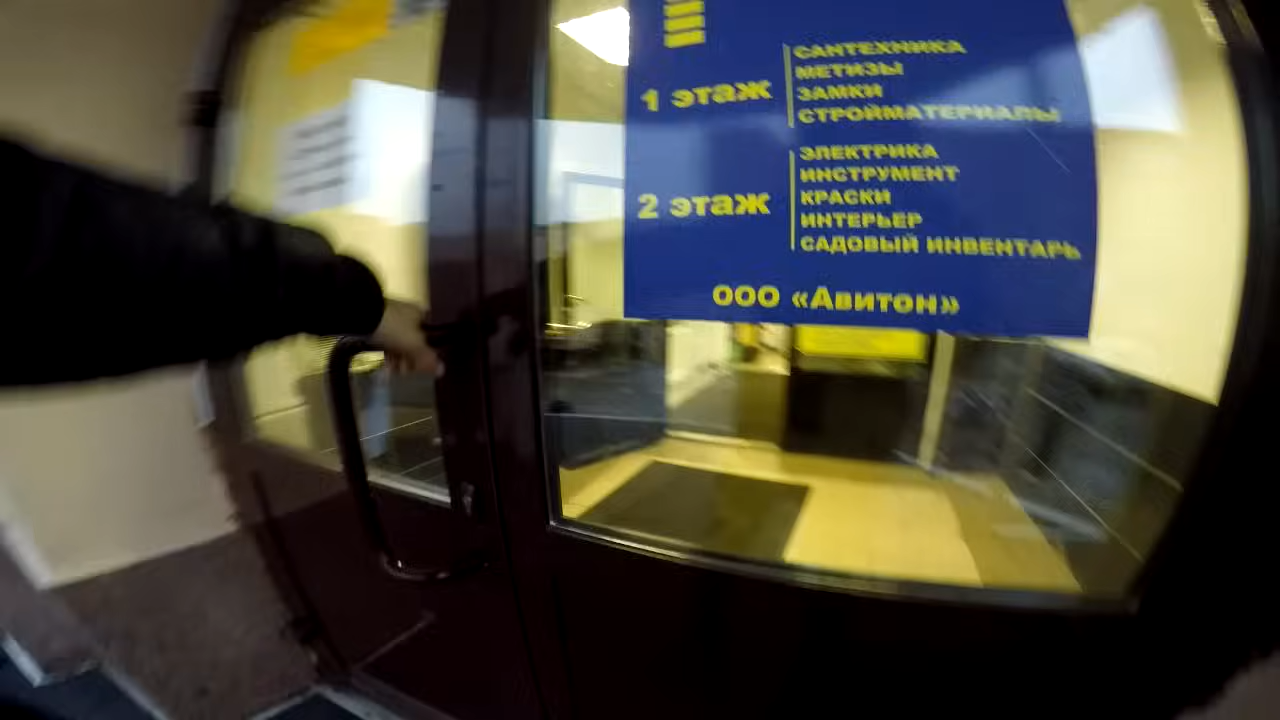 1 этаж
САНТЕХНИКА
МЕТИЗЫ
ЗАМКИ
СТРОЙМАТЕРИАЛЫ
2 этаж
ЭЛЕКТРИКА
ИНСТРУМЕНТ
КРАСКИ
ИНТЕРЬЕР
САДОВЫЙ ИНВЕНТАРЬ
ООО «Авитон»